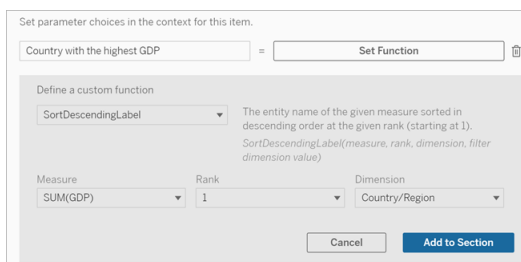 Set parameter choices in the context for this item.
Country with the highest GDP = Set Function
Define a custom function
SortDescendingLabel
The entity name of the given measure sorted in
descending order at the given rank (starting at 1).
SortDescendingLabel(measure, rank, dimension, filter
dimension value)
Measure Rank Dimension
SUM(GDP) 1 Country/Region
Cancel Add to Section